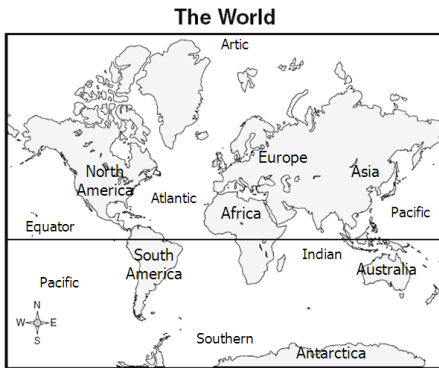 The World
Artic
Europe
North
America
Asia
Atlantic
Africa
Pacific
Equator
South
America
Indian
Australia
Pacific
N
W E
S
Southern
Antarctica